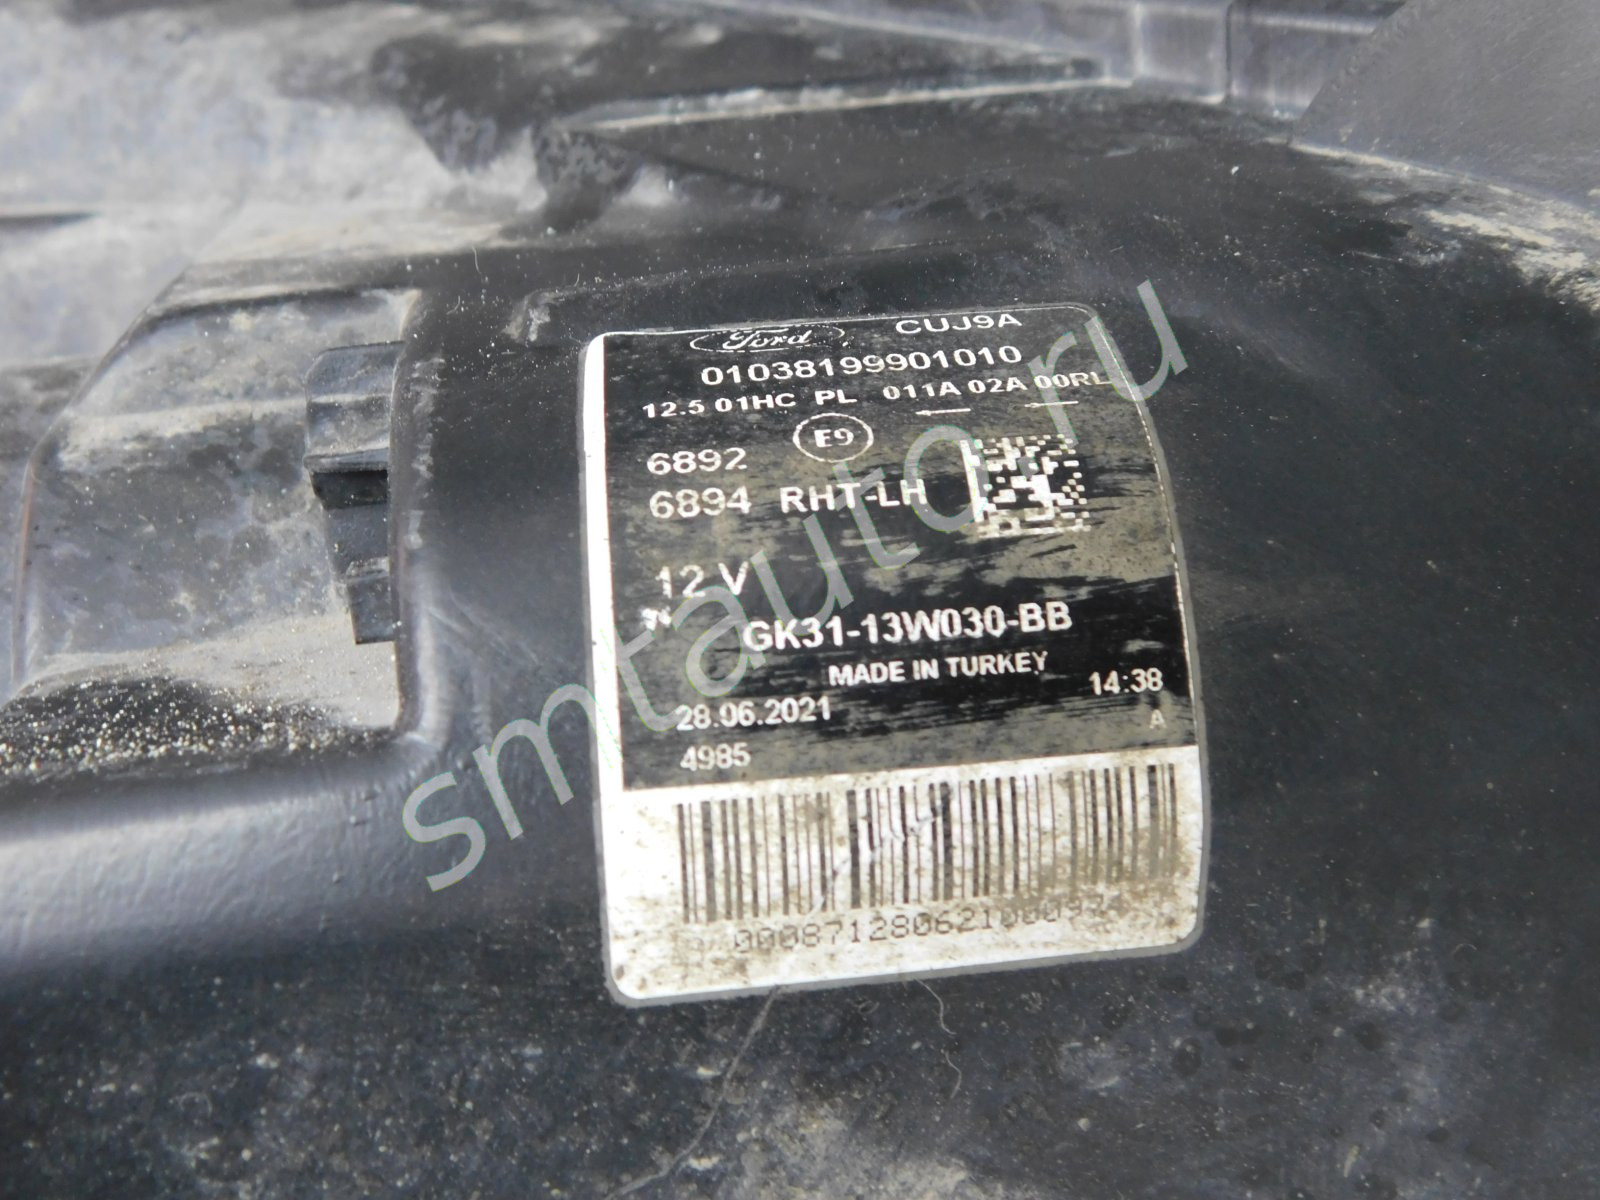 Ford CUJ9A
01038199901010
12.5 01HC PL 011A 02A 00RL
E9
6892
6894 RHT-LH
12 V
GK31-13W030-BB
MADE IN TURKEY
28.06.2021 14:38
4985 A
000871280621000974
smtauto.ru